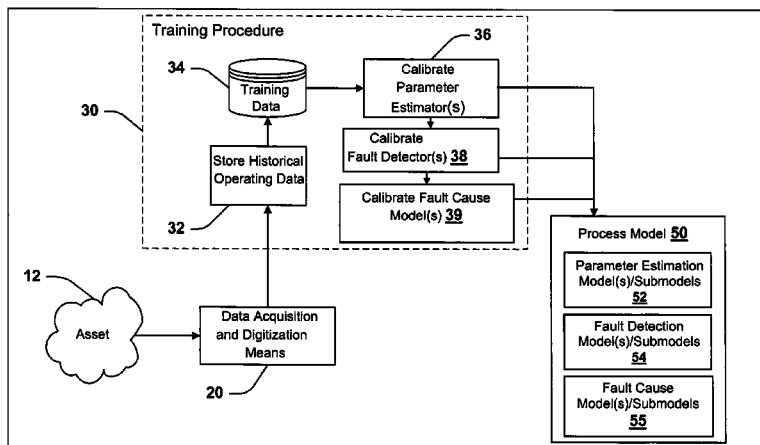 Training Procedure
36
34
Training
Data
Calibrate
Parameter
Estimator(s)
30
Calibrate
Fault Detector(s) 38
Store Historical
Operating Data
Calibrate Fault Cause
Model(s) 39
32
Process Model 50
Parameter Estimation
Model(s)/Submodels
52
12
Asset
Data Acquisition
and Digitization
Means
Fault Detection
Model(s)/Submodels
54
20
Fault Cause
Model(s)/Submodels
55